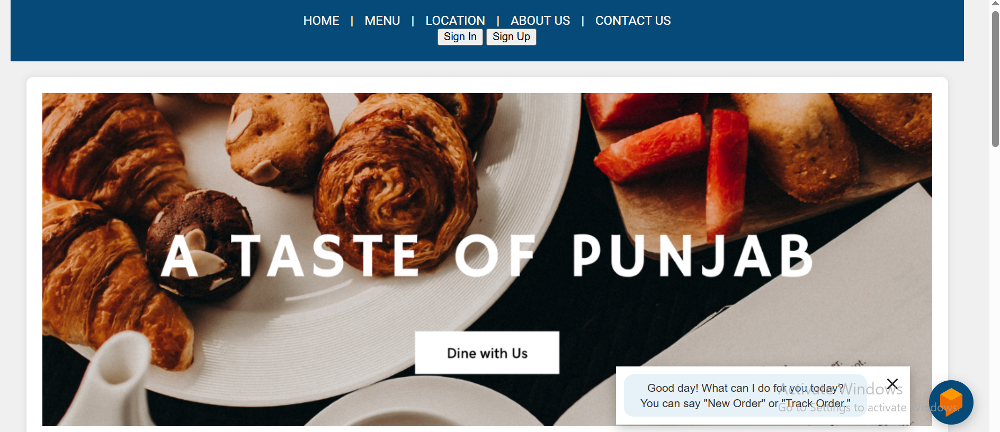 HOME | MENU | LOCATION | ABOUT US | CONTACT US
Sign In Sign Up
A TASTE OF PUNJAB
Dine with Us
Good day! What can I do for you today?
You can say "New Order" or "Track Order."
Activate Windows
Go to Settings to activate Windows.